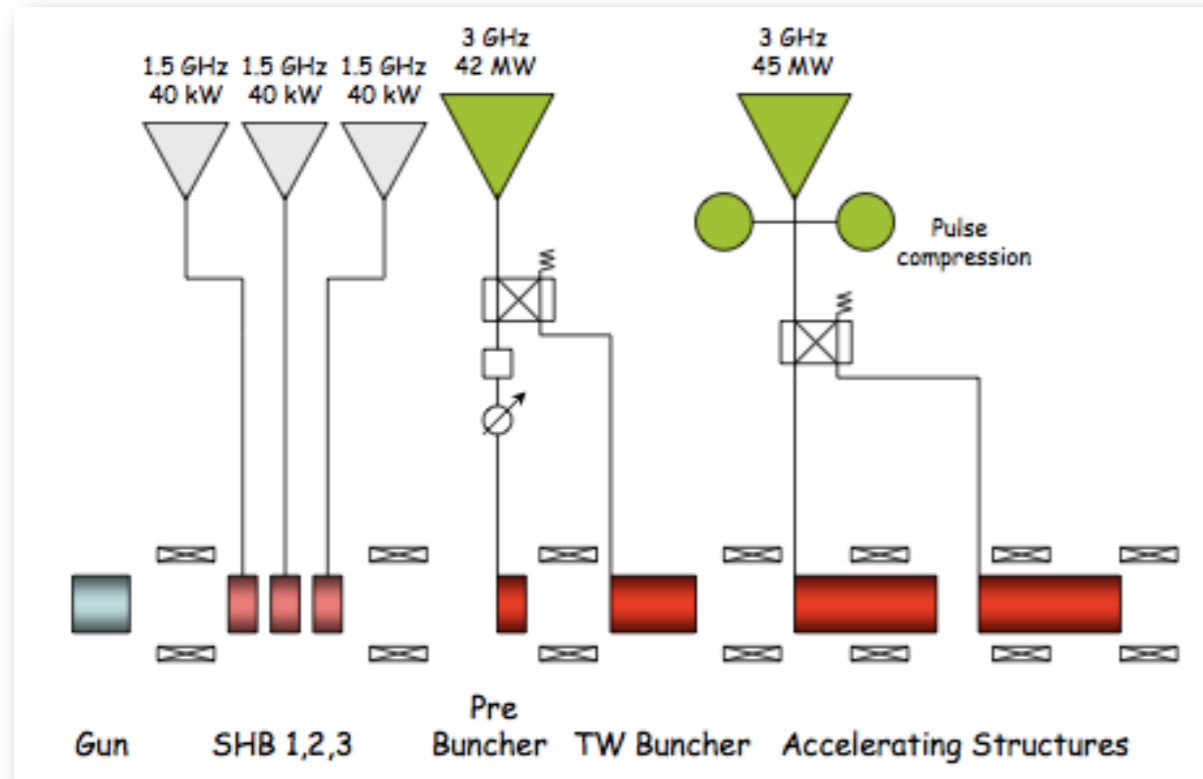 3 GHz
42 MW
3 GHz
45 MW
1.5 GHz 1.5 GHz 1.5 GHz
40 kW 40 kW 40 kW
Pulse
compression
Pre
Gun SHB 1,2,3 Buncher TW Buncher Accelerating Structures